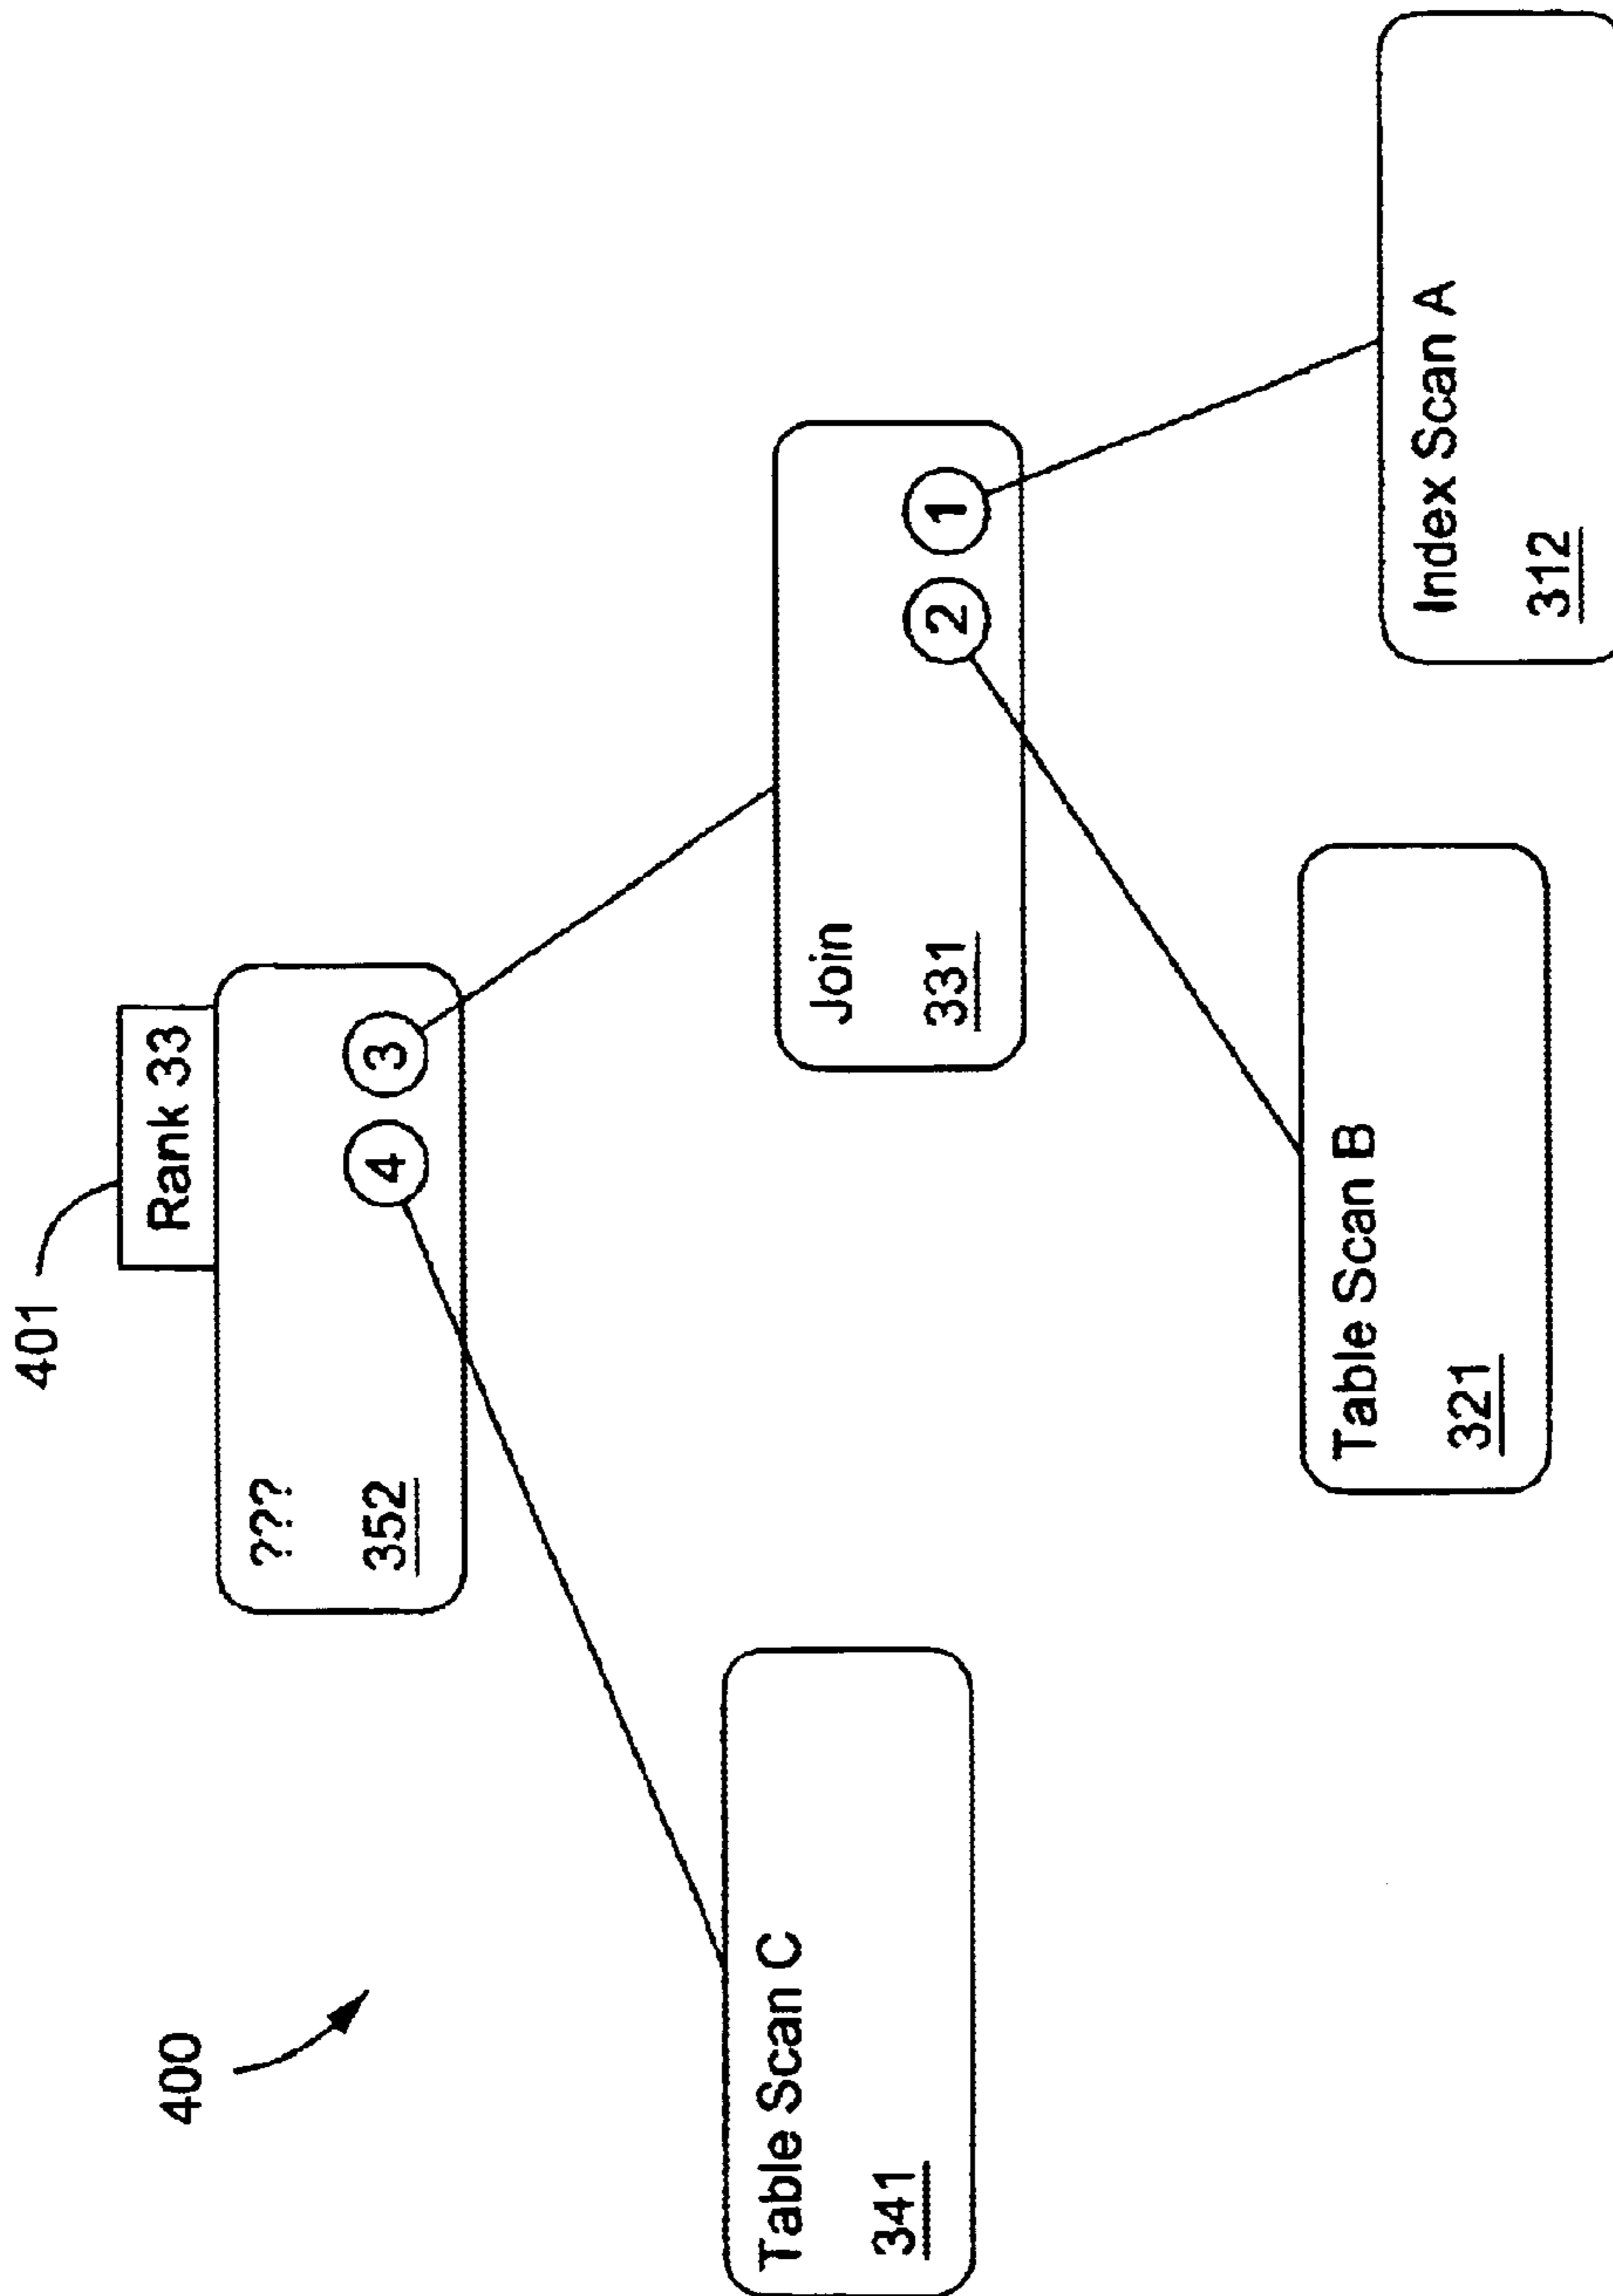 400
401
Rank 33
???
352
4
3
Table Scan C
341
Join
331
2
1
Table Scan B
321
Index Scan A
312